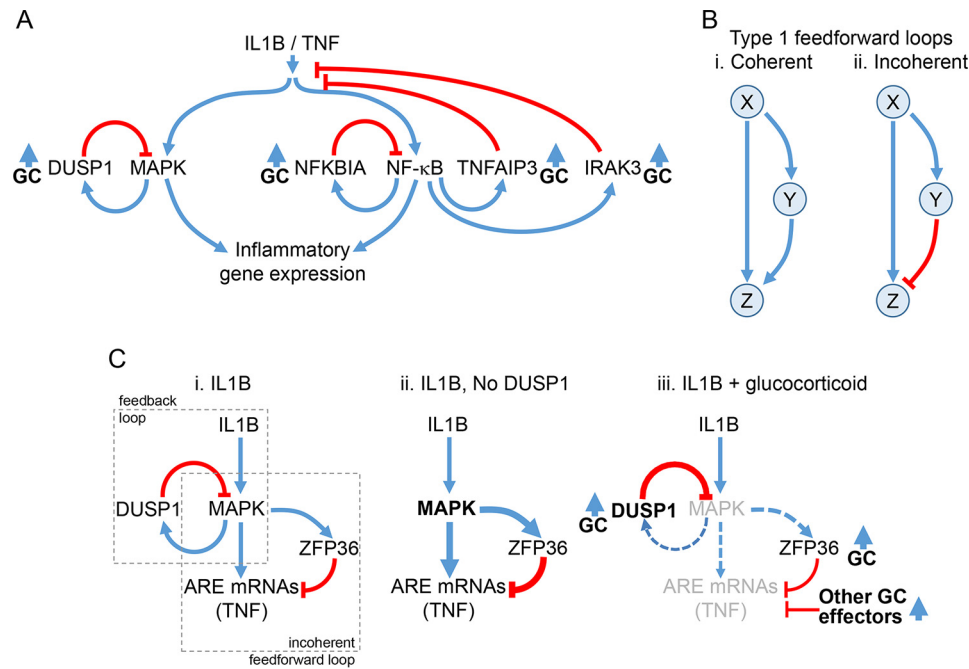 A
IL1B / TNF
GC DUSP1 MAPK GC NFKBIA NF-κB TNFAIP3 GC IRAK3 GC
Inflammatory
gene expression
B
Type 1 feedforward loops
i. Coherent ii. Incoherent
X X
Y Y
Z Z
C
i. IL1B
feedback
loop
IL1B
DUSP1 MAPK
ZFP36
ARE mRNAs
(TNF)
incoherent
feedforward loop
ii. IL1B, No DUSP1
IL1B
MAPK
ZFP36
ARE mRNAs
(TNF)
iii. IL1B + glucocorticoid
IL1B
GC DUSP1 MAPK
ZFP36 GC
ARE mRNAs
(TNF)
Other GC
effectors